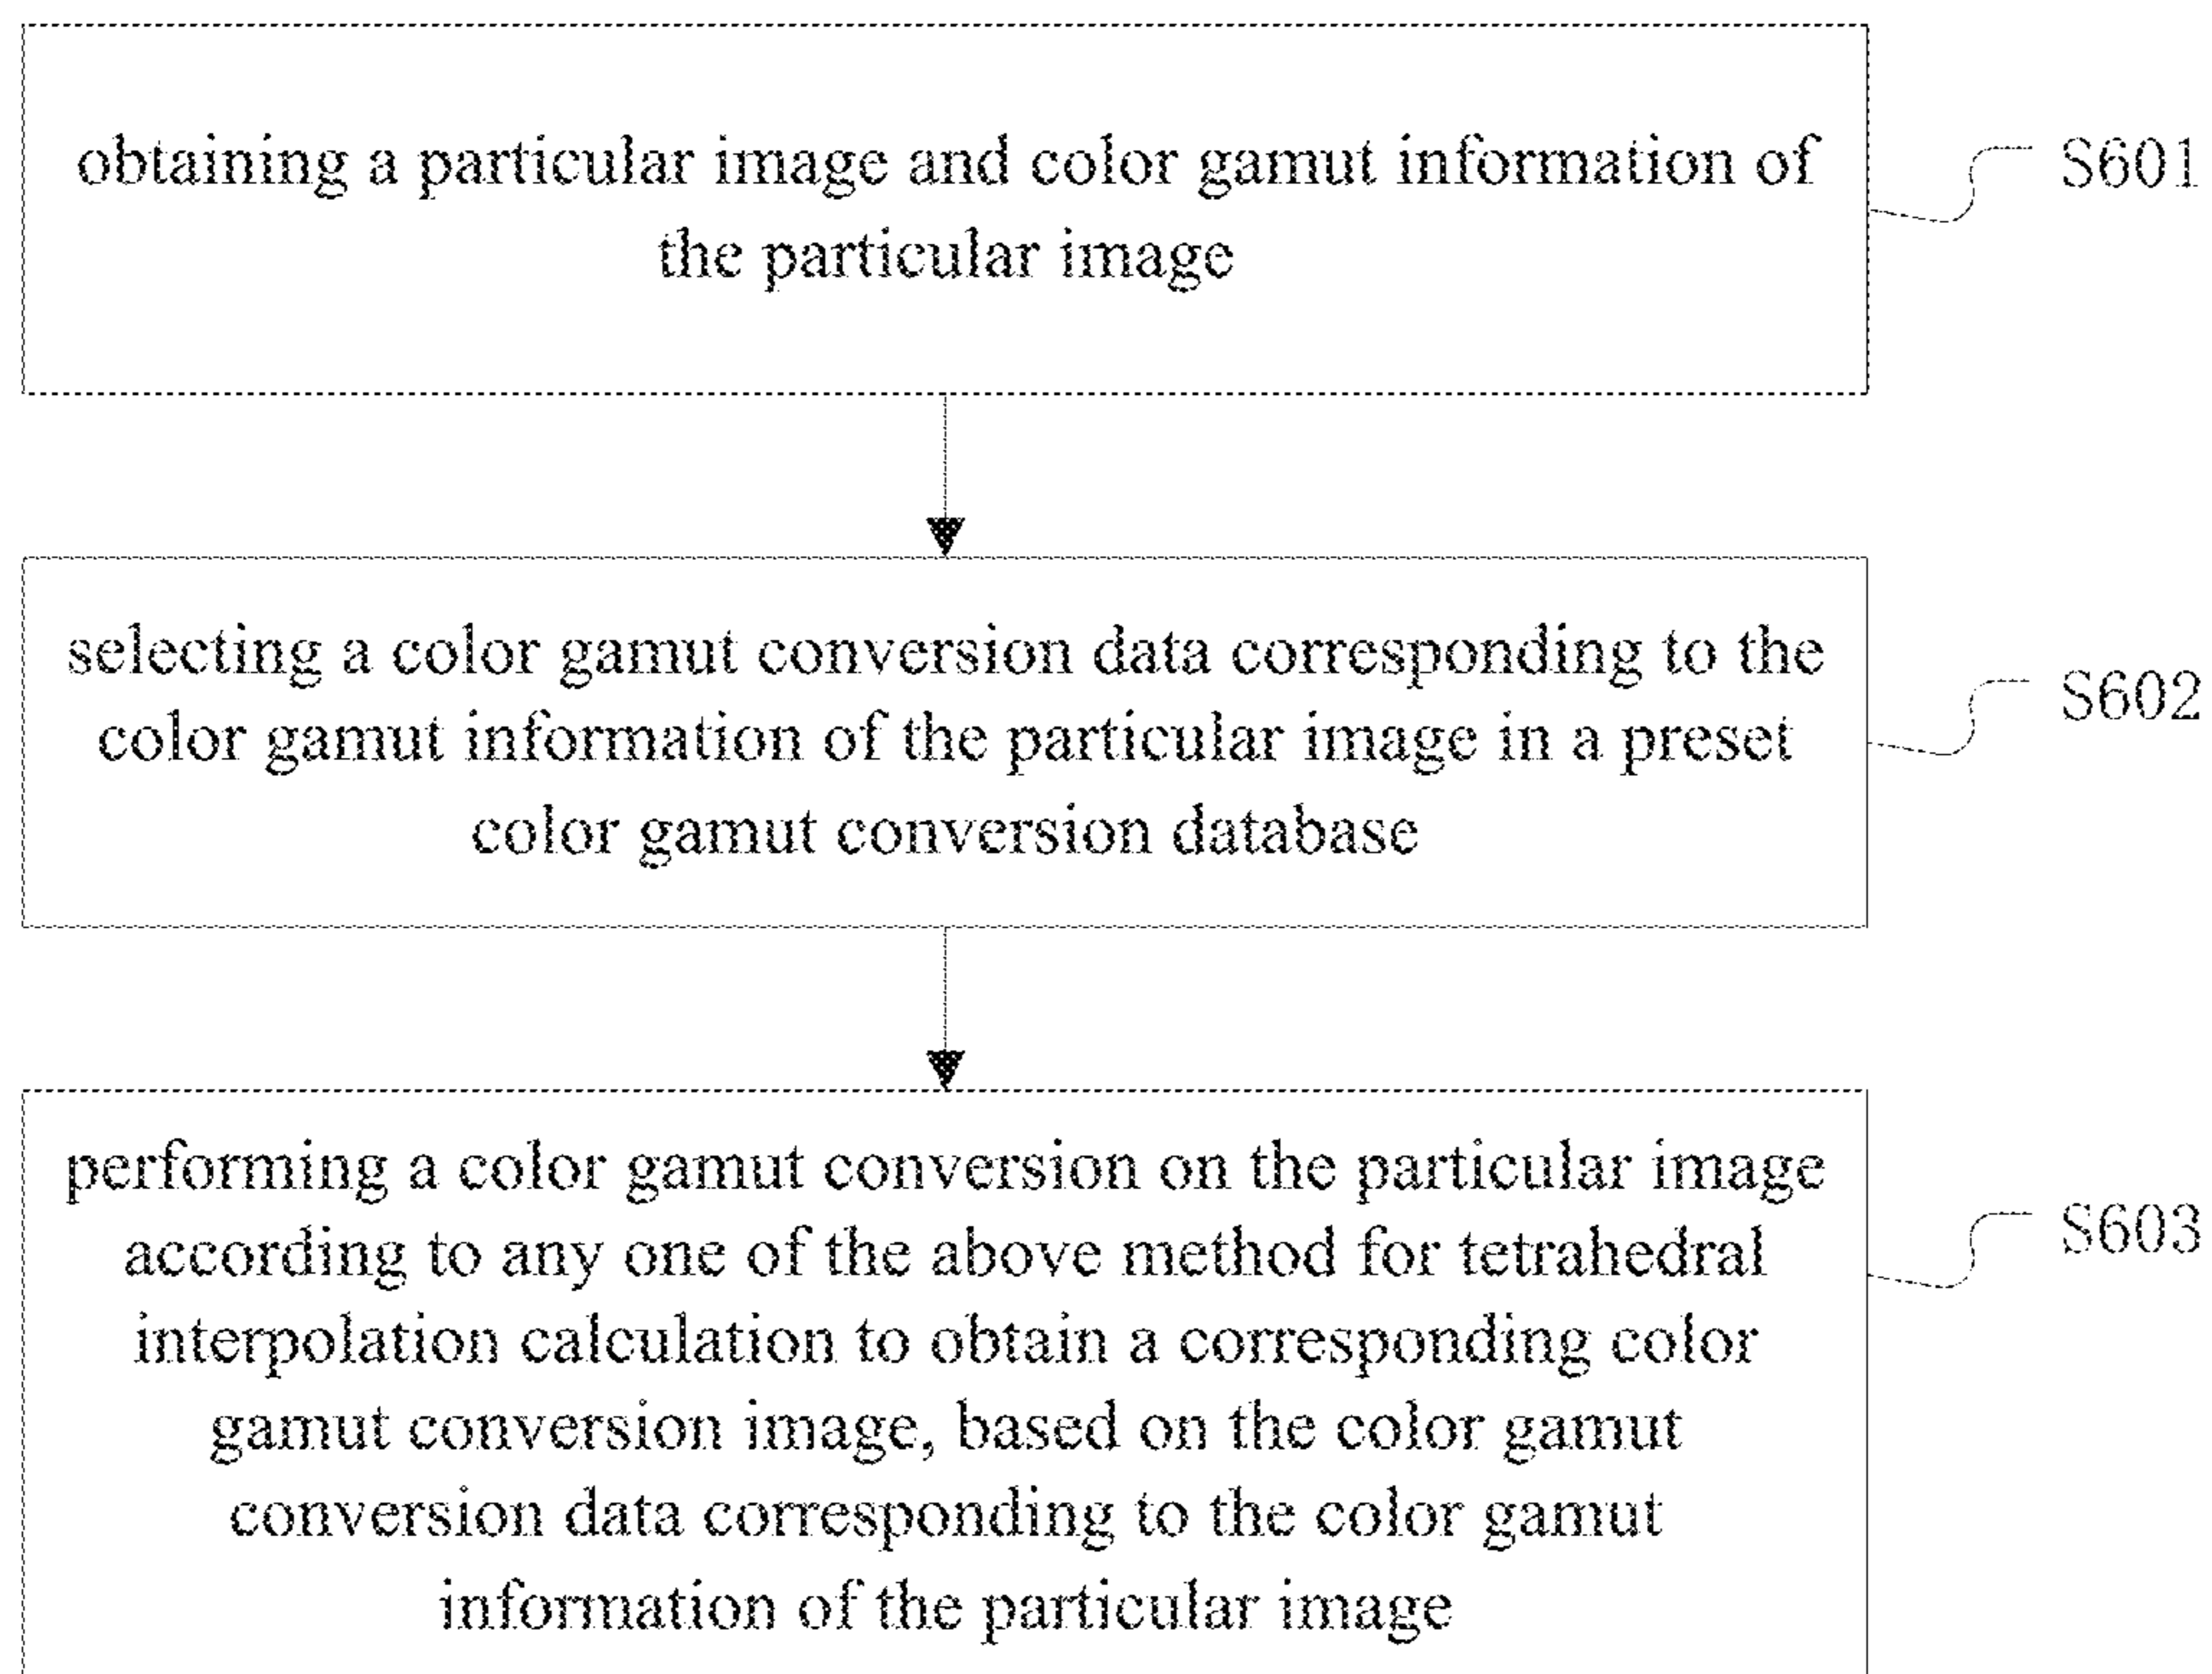 obtaining a particular image and color gamut information of
the particular image
S601
selecting a color gamut conversion data corresponding to the
color gamut information of the particular image in a preset
color gamut conversion database
S602
performing a color gamut conversion on the particular image
according to any one of the above method for tetrahedral
interpolation calculation to obtain a corresponding color
gamut conversion image, based on the color gamut
conversion data corresponding to the color gamut
information of the particular image
S603